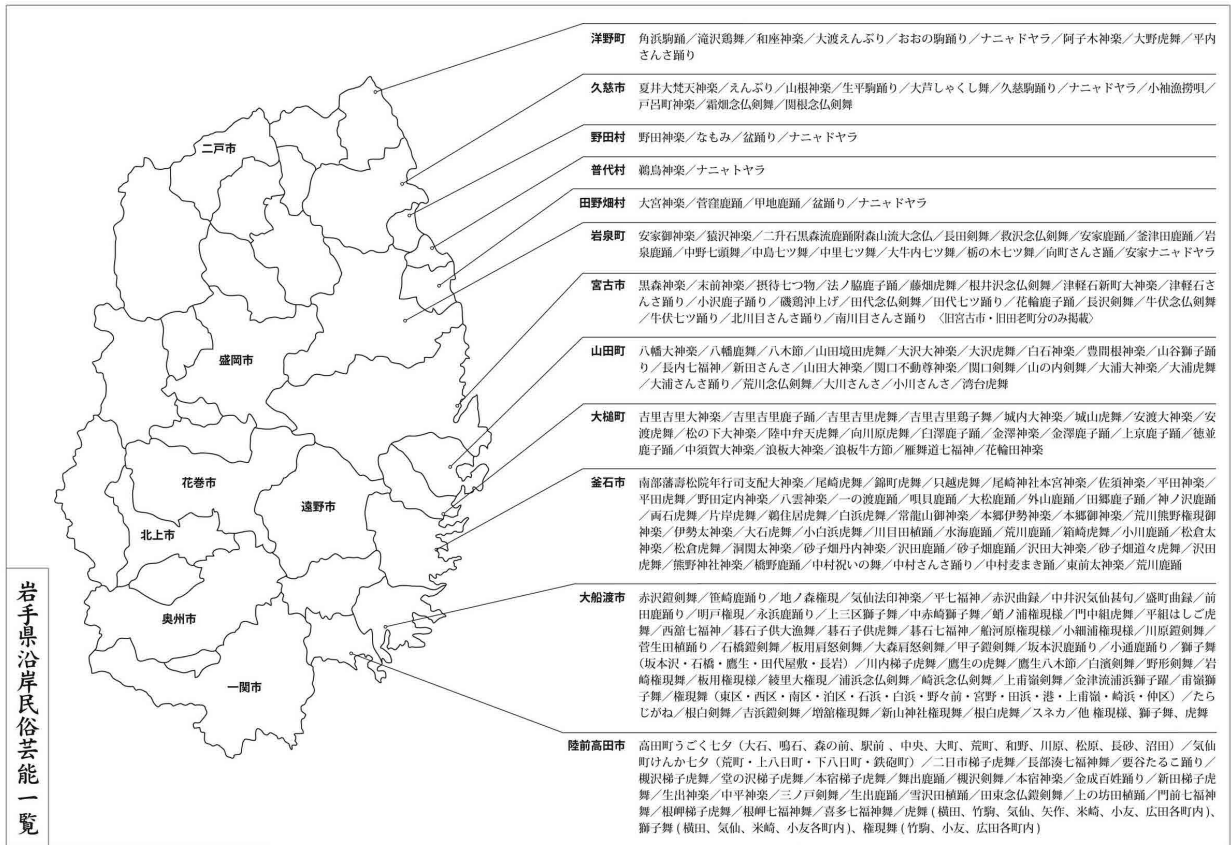 洋野町 角浜駒踊／滝沢鶏舞／和座神楽／大渡えんぶり／おおの駒踊り／ナニャドヤラ／阿子木神楽／大野虎舞／平内
さんさ踊り
久慈市 夏井大梵天神楽／えんぶり／山根神楽／生平駒踊り／大芦しゃくし舞／久慈駒踊り／ナニャドヤラ／小袖漁撈唄／
戸呂町神楽／霜畑念仏剣舞／関根念仏剣舞
野田村 野田神楽／なもみ／盆踊り／ナニャドヤラ
普代村 鵜鳥神楽／ナニャトヤラ
田野畑村 大宮神楽／菅窪鹿踊／甲地鹿踊／盆踊り／ナニャドヤラ
岩泉町 安家御神楽／猿沢神楽／二升石黒森流鹿踊附森山流大念仏／長田剣舞／救沢念仏剣舞／安家鹿踊／釜津田鹿踊／岩
泉鹿踊／中野七頭舞／中島七ツ舞／中里七ツ舞／大牛内七ツ舞／栃の木七ツ舞／向町さんさ踊／安家ナニャドヤラ
宮古市 黒森神楽／末前神楽／摂待七つ物／法ノ脇鹿子踊／藤畑虎舞／根井沢念仏剣舞／津軽石新町大神楽／津軽石さ
んさ踊り／小沢鹿子踊り／磯鶏沖上げ／田代念仏剣舞／田代七ツ踊り／花輪鹿子踊／長沢剣舞／牛伏念仏剣舞
／牛伏七ツ踊り／北川目さんさ踊り／南川目さんさ踊り 〈旧宮古市・旧田老町分のみ掲載〉
山田町 八幡大神楽／八幡鹿舞／八木節／山田境田虎舞／大沢大神楽／大沢虎舞／白石神楽／豊間根神楽／山谷獅子踊
り／長内七福神／新田さんさ／山田大神楽／関口不動尊神楽／関口剣舞／山の内剣舞／大浦大神楽／大浦虎舞
／大浦さんさ踊り／荒川念仏剣舞／大川さんさ／小川さんさ／湾台虎舞
大槌町 吉里吉里大神楽／吉里吉里鹿子踊／吉里吉里虎舞／吉里吉里鶏子舞／城内大神楽／城山虎舞／安渡大神楽／安
渡虎舞／松の下大神楽／陸中弁天虎舞／向川原虎舞／臼澤鹿子踊／金澤神楽／金澤鹿子踊／上京鹿子踊／徳並
鹿子踊／中須賀大神楽／浪板大神楽／浪板牛方節／雁舞道七福神／花輪田神楽
釜石市 南部藩壽松院年行司支配大神楽／尾崎虎舞／錦町虎舞／只越虎舞／尾崎神社本宮神楽／佐須神楽／平田神楽／
平田虎舞／野田定内神楽／八雲神楽／一の渡鹿踊／唄貝鹿踊／大松鹿踊／外山鹿踊／田郷鹿子踊／神ノ沢鹿踊
／両石虎舞／片岸虎舞／鵜住居虎舞／白浜虎舞／常龍山御神楽／本郷伊勢神楽／本郷御神楽／荒川熊野権現御
神楽／伊勢太神楽／大石虎舞／小白浜虎舞／川目田植踊／水海鹿踊／荒川鹿踊／箱崎虎舞／小川鹿踊／松倉太
神楽／松倉虎舞／洞関太神楽／砂子畑丹内神楽／沢田鹿踊／砂子畑鹿踊／沢田大神楽／砂子畑道々虎舞／沢田
虎舞／熊野神社神楽／橋野鹿踊／中村祝いの舞／中村さんさ踊り／中村麦まき踊／東前太神楽／荒川鹿踊
大船渡市 赤沢鎧剣舞／笹崎鹿踊り／地ノ森権現／気仙法印神楽／平七福神／赤沢曲録／中井沢気仙甚句／盛町曲録／前
田鹿踊り／明戸権現／永浜鹿踊り／上三区獅子舞／中赤崎獅子舞／蛸ノ浦権現様／門中組虎舞／平組はしご虎
舞／西舘七福神／碁石子供大漁舞／碁石子供虎舞／碁石七福神／船河原権現様／小細浦権現様／川原鎧剣舞／
菅生田植踊り／石橋鎧剣舞／板用肩怒剣舞／大森肩怒剣舞／甲子鎧剣舞／坂本沢鹿踊り／小通鹿踊り／獅子舞
（坂本沢・石橋・鷹生・田代屋敷・長岩）／川内梯子虎舞／鷹生の虎舞／鷹生八木節／白濱剣舞／野形剣舞／岩
崎権現舞／板用権現様／綾里大権現／浦浜念仏剣舞／崎浜念仏剣舞／上甫嶺剣舞／金津流浦浜獅子躍／甫嶺獅
子舞／権現舞（東区・西区・南区・泊区・石浜・白浜・野々前・宮野・田浜・港・上甫嶺・崎浜・仲区）／たら
じがね／根白剣舞／吉浜鎧剣舞／増舘権現舞／新山神社権現舞／根白虎舞／スネカ／他 権現様、獅子舞、虎舞
陸前高田市 高田町うごく七夕（大石、鳴石、森の前、駅前 、中央、大町、荒町、和野、川原、松原、長砂、沼田）／気仙
町けんか七夕（荒町・上八日町・下八日町・鉄砲町）／二日市梯子虎舞／長部湊七福神舞／要谷たるこ踊り／
槻沢梯子虎舞／堂の沢梯子虎舞／本宿梯子虎舞／舞出鹿踊／槻沢剣舞／本宿神楽／金成百姓踊り／新田梯子虎
舞／生出神楽／中平神楽／三ノ戸剣舞／生出鹿踊／雪沢田植踊／田束念仏鎧剣舞／上の坊田植踊／門前七福神
舞／根岬梯子虎舞／根岬七福神舞／喜多七福神舞／虎舞 ( 横田、竹駒、気仙、矢作、米崎、小友、広田各町内 )、
獅子舞 ( 横田、気仙、米崎、小友各町内 )、権現舞 ( 竹駒、小友、広田各町内 )
二戸市
盛岡市
花巻市
遠野市
北上市
奥州市
一関市
岩手県沿岸民俗芸能一覧